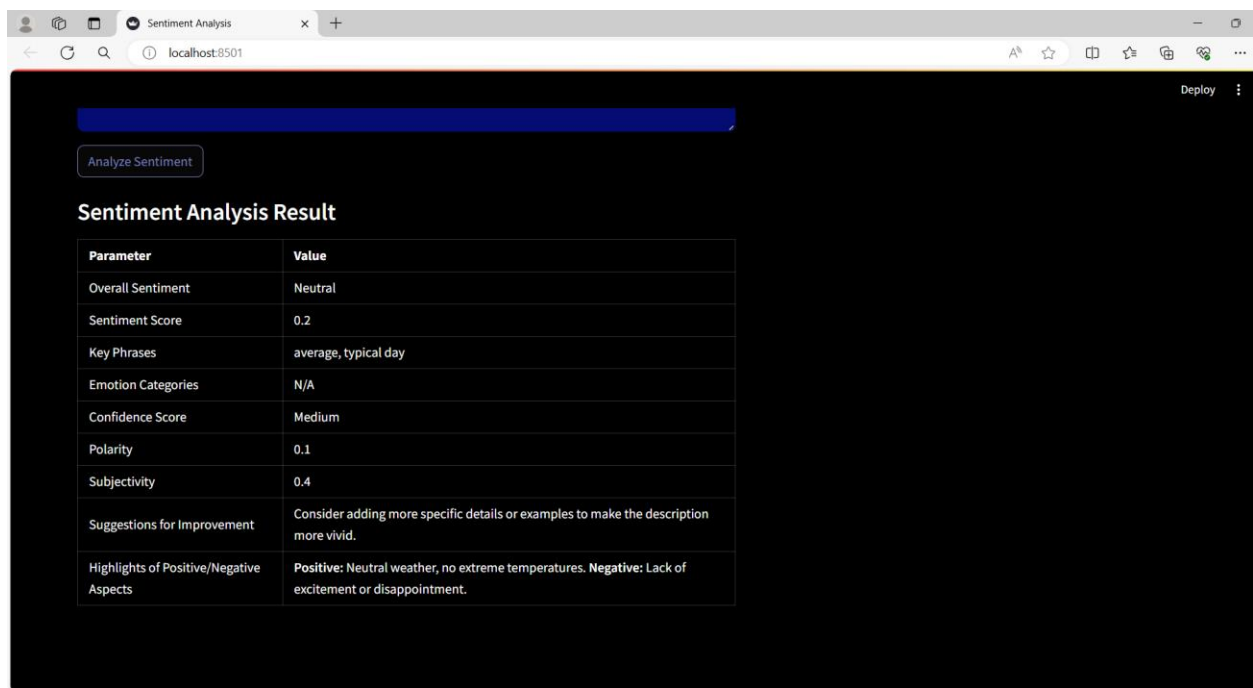 Sentiment Analysis
localhost:8501
Deploy
Analyze Sentiment
Sentiment Analysis Result
Parameter Value
Overall Sentiment Neutral
Sentiment Score 0.2
Key Phrases average, typical day
Emotion Categories N/A
Confidence Score Medium
Polarity 0.1
Subjectivity 0.4
Suggestions for Improvement Consider adding more specific details or examples to make the description
more vivid.
Highlights of Positive/Negative Positive: Neutral weather, no extreme temperatures. Negative: Lack of
Aspects excitement or disappointment.